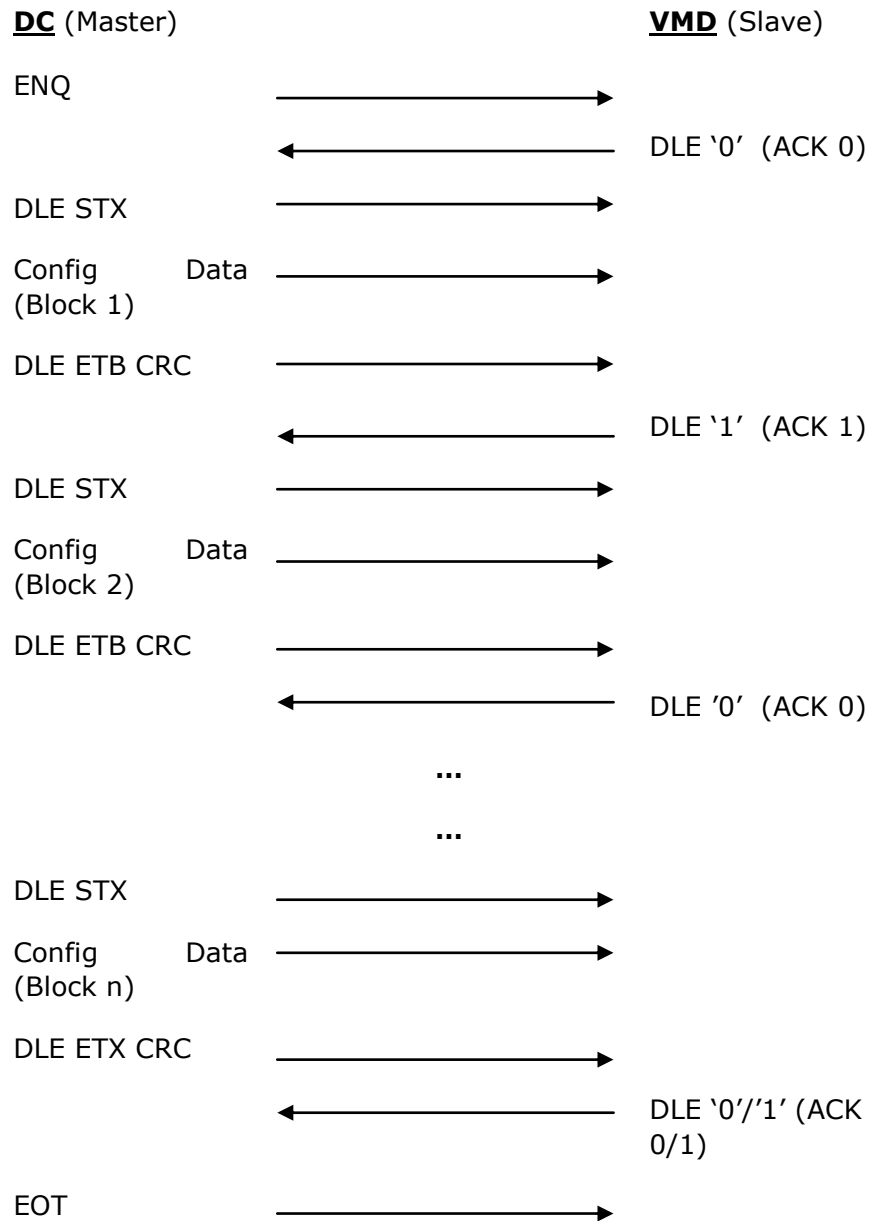 DC (Master) VMD (Slave)
ENQ
DLE ‘0’ (ACK 0)
DLE STX
Config Data
(Block 1)
DLE ETB CRC
DLE ‘1’ (ACK 1)
DLE STX
Config Data
(Block 2)
DLE ETB CRC
DLE ’0’ (ACK 0)
…
…
DLE STX
Config Data
(Block n)
DLE ETX CRC
DLE ‘0’/’1’ (ACK
0/1)
EOT